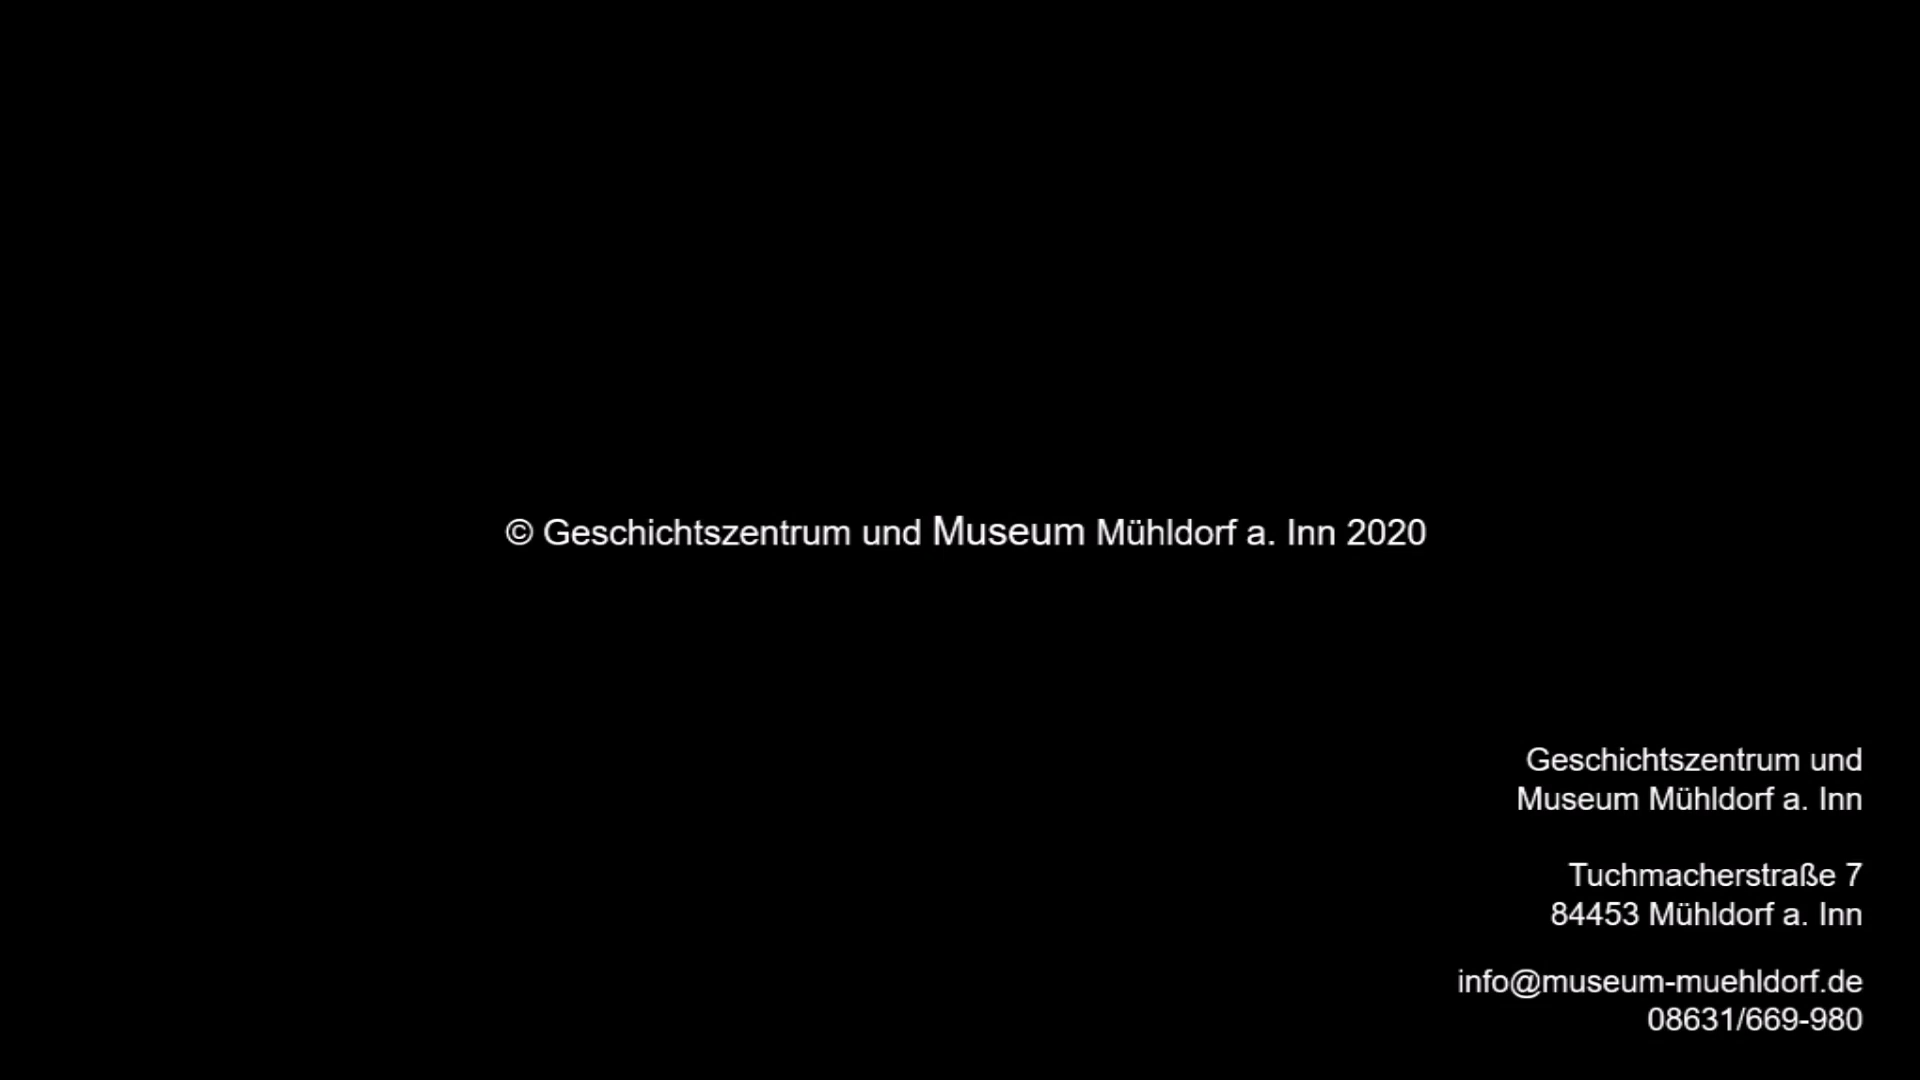 © Geschichtszentrum und Museum Mühldorf a. Inn 2020
Geschichtszentrum und
Museum Mühldorf a. Inn
Tuchmacherstraße 7
84453 Mühldorf a. Inn
info@museum-muehldorf.de
08631/669-980